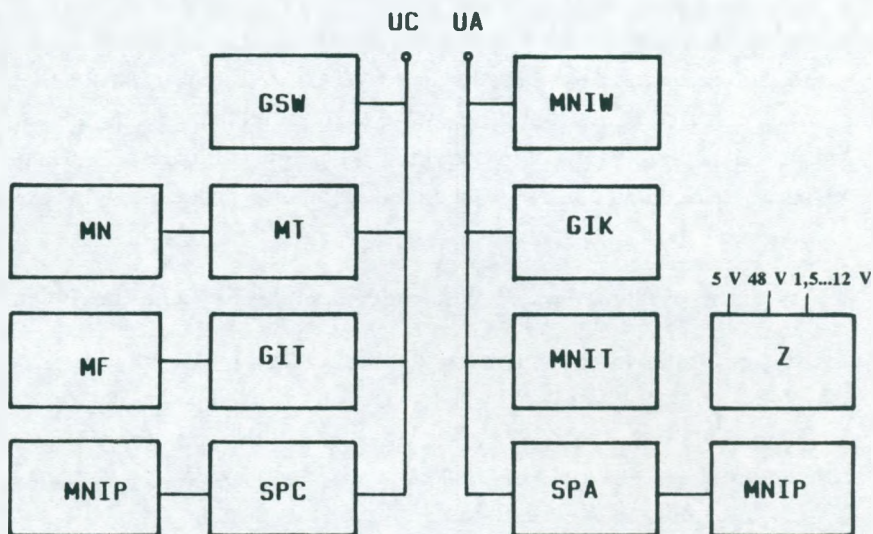 UC UA
GSW MNIW
MN MT GIK
5 V 48 V 1,5...12 V
MF GIT MNIT Z
MNIP SPC SPA MNIP